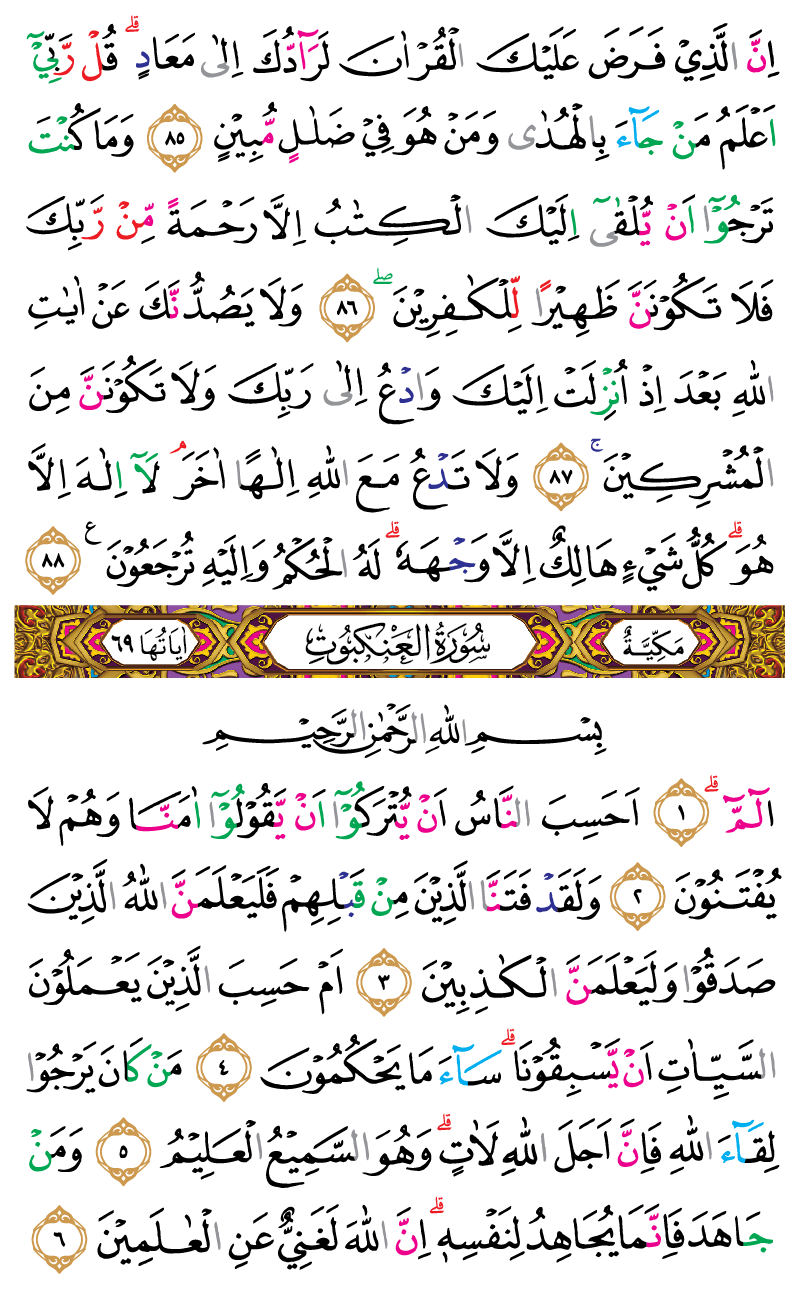 اِنَّ الَّذِيْ فَرَضَ عَلَيْكَ الْقُرْاٰنَ لَرَآدُّكَ اِلٰى مَعَادٍ ۗقُلْ رَّبِّيْٓ
اَعْلَمُ مَنْ جَآءَ بِالْهُدٰى وَمَنْ هُوَ فِيْ ضَلٰلٍ مُّبِيْنٍ ٨٥ وَمَا كُنْتَ
تَرْجُوْٓا اَنْ يُّلْقٰىٓ اِلَيْكَ الْكِتٰبُ اِلَّا رَحْمَةً مِّنْ رَّبِّكَ
فَلَا تَكُوْنَنَّ ظَهِيْرًا لِّلْكٰفِرِيْنَ ۖ ٨٦ وَلَا يَصُدُّنَّكَ عَنْ اٰيٰتِ
اللّٰهِ بَعْدَ اِذْ اُنْزِلَتْ اِلَيْكَ وَادْعُ اِلٰى رَبِّكَ وَلَا تَكُوْنَنَّ مِنَ
الْمُشْرِكِيْنَ ۚ ٨٧ وَلَا تَدْعُ مَعَ اللّٰهِ اِلٰهًا اٰخَرَ ۘ لَآ اِلٰهَ اِلَّا
هُوَ ۗ كُلُّ شَيْءٍ هَالِكٌ اِلَّا وَجْهَهٗ ۗ لَهُ الْحُكْمُ وَاِلَيْهِ تُرْجَعُوْنَ ࣖ ٨٨
مَكِّيَّةٌ سُوْرَةُ الْعَنْكَبُوْتِ اٰيَاتُهَا ٦٩
بِسْمِ اللّٰهِ الرَّحْمٰنِ الرَّحِيْمِ
الۤمّۤ ۗ ١ اَحَسِبَ النَّاسُ اَنْ يُّتْرَكُوْٓا اَنْ يَّقُوْلُوْٓا اٰمَنَّا وَهُمْ لَا
يُفْتَنُوْنَ ٢ وَلَقَدْ فَتَنَّا الَّذِيْنَ مِنْ قَبْلِهِمْ فَلَيَعْلَمَنَّ اللّٰهُ الَّذِيْنَ
صَدَقُوْا وَلَيَعْلَمَنَّ الْكٰذِبِيْنَ ٣ اَمْ حَسِبَ الَّذِيْنَ يَعْمَلُوْنَ
السَّيِّاٰتِ اَنْ يَّسْبِقُوْنَا ۗ سَآءَ مَا يَحْكُمُوْنَ ٤ مَنْ كَانَ يَرْجُوْا
لِقَآءَ اللّٰهِ فَاِنَّ اَجَلَ اللّٰهِ لَاٰتٍ ۗ وَهُوَ السَّمِيْعُ الْعَلِيْمُ ٥ وَمَنْ
جَاهَدَ فَاِنَّمَا يُجَاهِدُ لِنَفْسِهٖ ۗ اِنَّ اللّٰهَ لَغَنِيٌّ عَنِ الْعٰلَمِيْنَ ٦